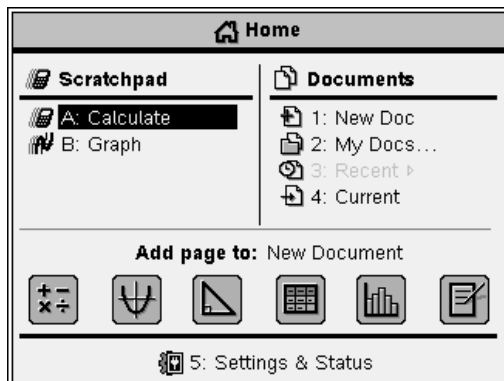 Home
Scratchpad
A: Calculate
B: Graph
Documents
1: New Doc
2: My Docs...
3: Recent ▹
4: Current
Add page to: New Document
5: Settings & Status